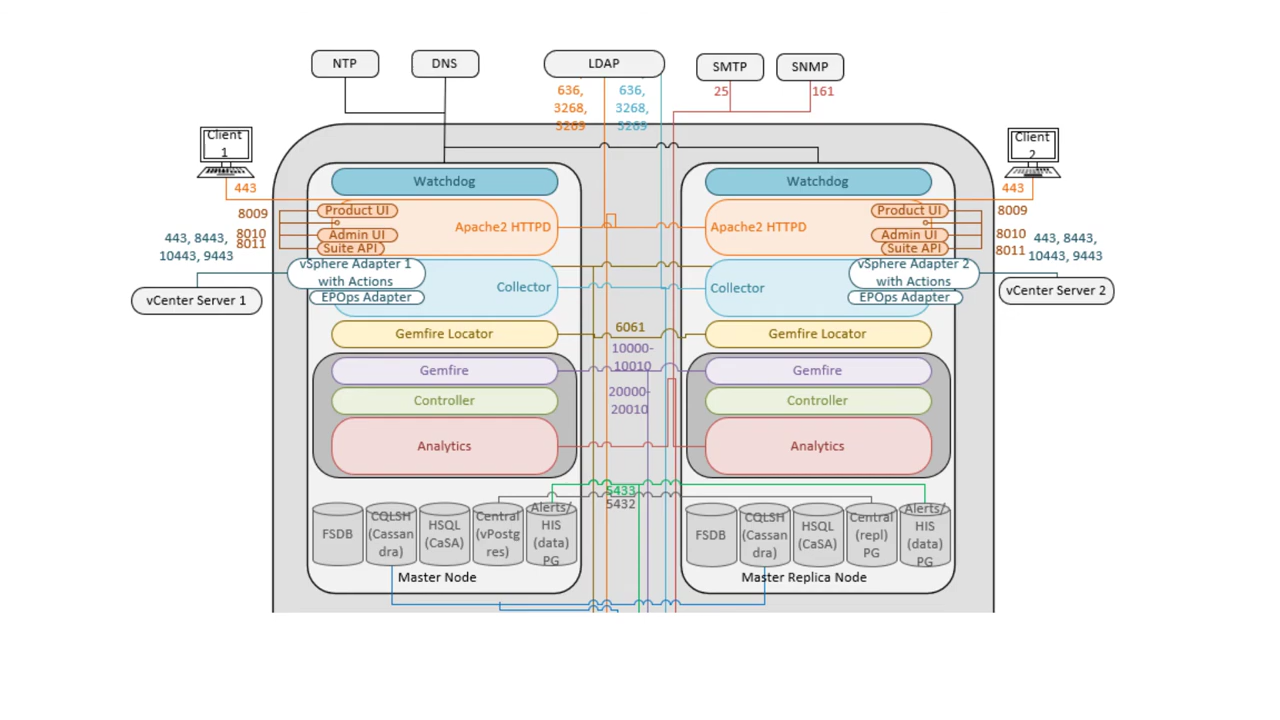 NTP
DNS
LDAP
SMTP
SNMP
636,
3268,
3269
636,
3268,
3269
25
161
Client
1
Client
2
443
443
Watchdog
Watchdog
8009
Product UI
Apache2 HTTPD
Apache2 HTTPD
Product UI
8009
8010
Admin UI
Admin UI
8010
8011
Suite API
Suite API
8011
443, 8443,
10443, 9443
443, 8443,
10443, 9443
vSphere Adapter 1
with Actions
vSphere Adapter 2
with Actions
EPOps Adapter
Collector
Collector
EPOps Adapter
vCenter Server 1
vCenter Server 2
Gemfire Locator
6061
Gemfire Locator
10000-
10010
Gemfire
Gemfire
20000-
20010
Controller
Controller
Analytics
Analytics
5433
5432
FSDB
CQLSH
(Cassan
dra)
HSQL
(CaSA)
Central
(vPostg
res)
Alerts/
HIS
(data)
PG
FSDB
CQLSH
(Cassan
dra)
HSQL
(CaSA)
Central
(repl)
PG
Alerts/
HIS
(data)
PG
Master Node
Master Replica Node